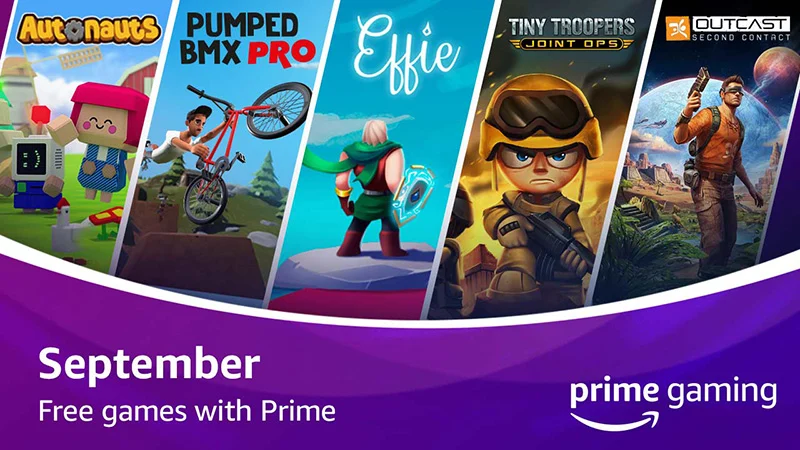 Autonauts
PUMPED
BMX PRO
Effie
TINY TROOPERS
JOINT OPS
OUTCAST
SECOND CONTACT
September
Free games with Prime
prime gaming